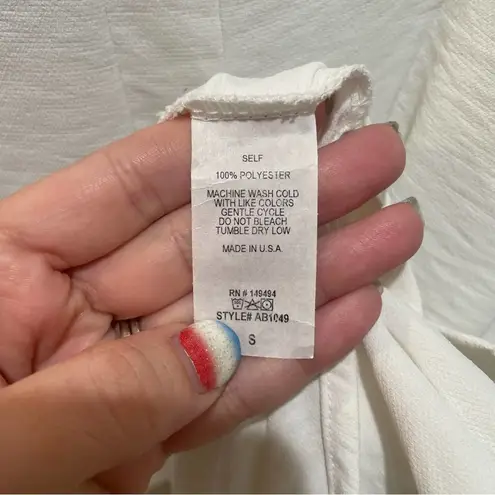 SELF
100% POLYESTER
MACHINE WASH COLD
WITH LIKE COLORS
GENTLE CYCLE
DO NOT BLEACH
TUMBLE DRY LOW
MADE IN U.S.A.
RN # 149494
STYLE# AB1049
S